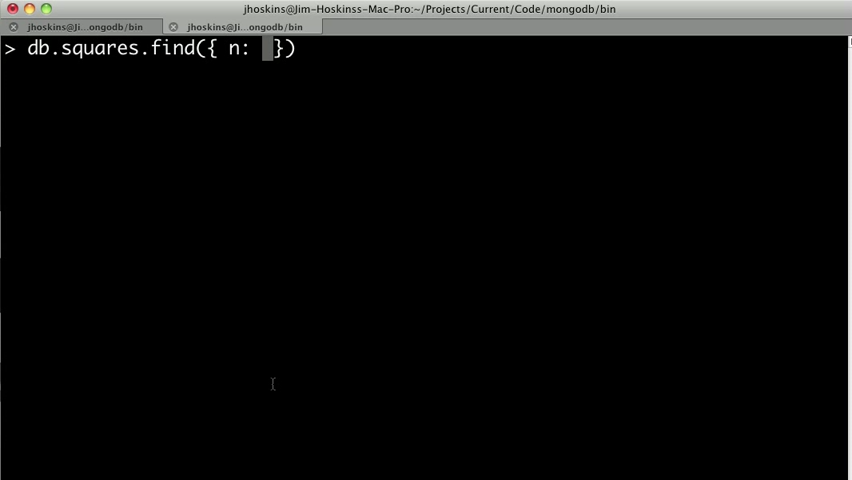 jhoskins@Jim-Hoskinss-Mac-Pro:~/Projects/Current/Code/mongodb/bin
jhoskins@Ji...ongodb/bin jhoskins@Ji...ongodb/bin
> db.squares.find({ n:  })